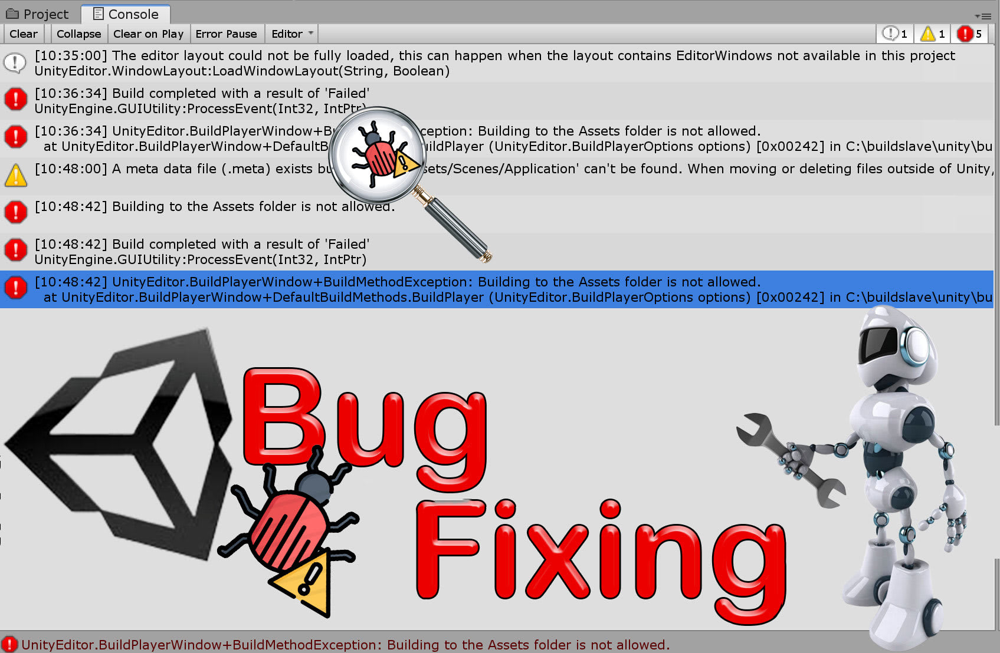 Project Console
Clear Collapse Clear on Play Error Pause Editor 1 1 5
[10:35:00] The editor layout could not be fully loaded, this can happen when the layout contains EditorWindows not available in this project
UnityEditor.WindowLayout:LoadWindowLayout(String, Boolean)
[10:36:34] Build completed with a result of 'Failed'
UnityEngine.GUIUtility:ProcessEvent(Int32, IntPtr)
[10:36:34] UnityEditor.BuildPlayerWindow+Bu ception: Building to the Assets folder is not allowed.
at UnityEditor.BuildPlayerWindow+DefaultB uildPlayer (UnityEditor.BuildPlayerOptions options) [0x00242] in C:\buildslave\unity\bu
[10:48:00] A meta data file (.meta) exists bu sets/Scenes/Application' can't be found. When moving or deleting files outside of Unity,
[10:48:42] Building to the Assets folder is not allowed.
[10:48:42] Build completed with a result of 'Failed'
UnityEngine.GUIUtility:ProcessEvent(Int32, IntPtr)
[10:48:42] UnityEditor.BuildPlayerWindow+BuildMethodException: Building to the Assets folder is not allowed.
at UnityEditor.BuildPlayerWindow+DefaultBuildMethods.BuildPlayer (UnityEditor.BuildPlayerOptions options) [0x00242] in C:\buildslave\unity\bu
Bug
Fixing
UnityEditor.BuildPlayerWindow+BuildMethodException: Building to the Assets folder is not allowed.